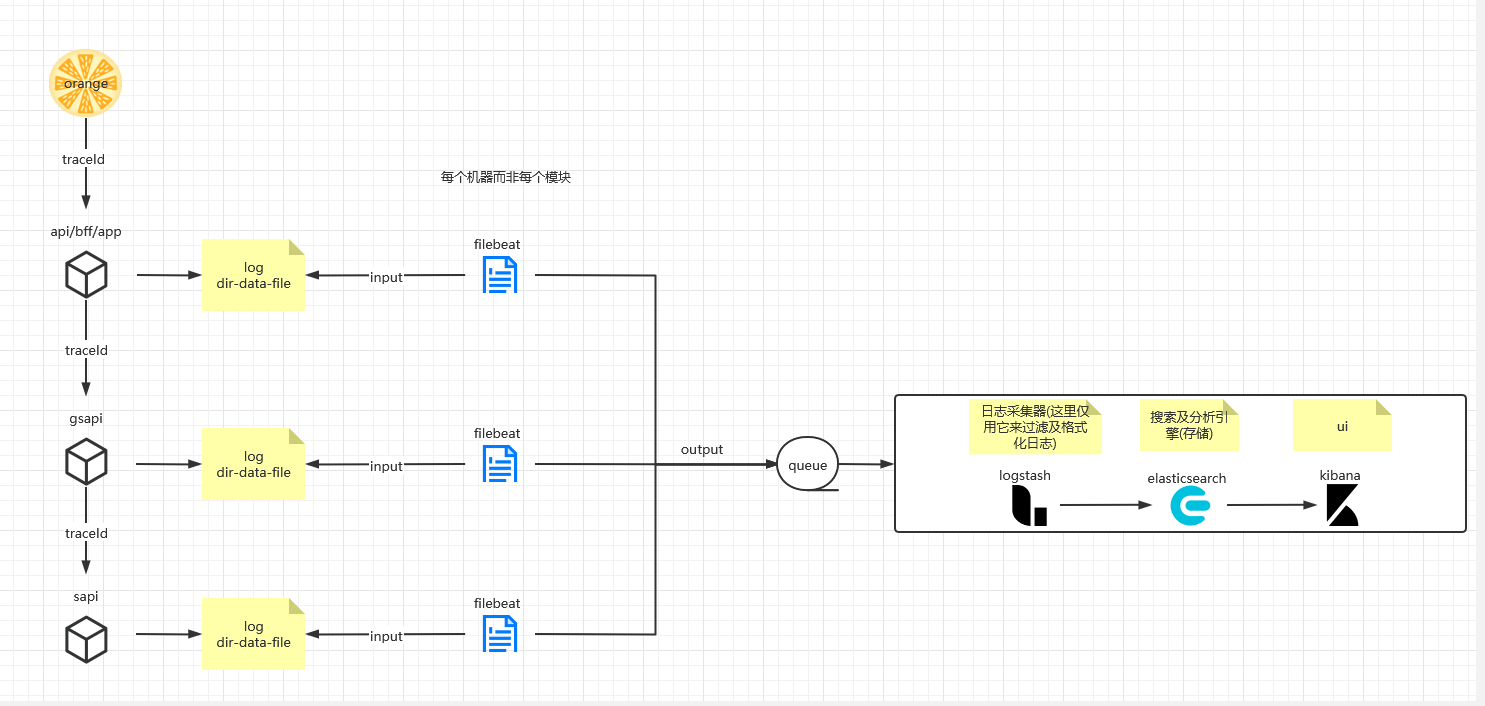 orange
traceId
每个机器而非每个模块
api/bff/app
log
dir-data-file
input
filebeat
traceId
gsapi
log
dir-data-file
input
filebeat
output
queue
日志采集器(这里仅
用它来过滤及格式
化日志)
搜索及分析引
擎(存储)
ui
logstash
elasticsearch
kibana
traceId
sapi
log
dir-data-file
input
filebeat